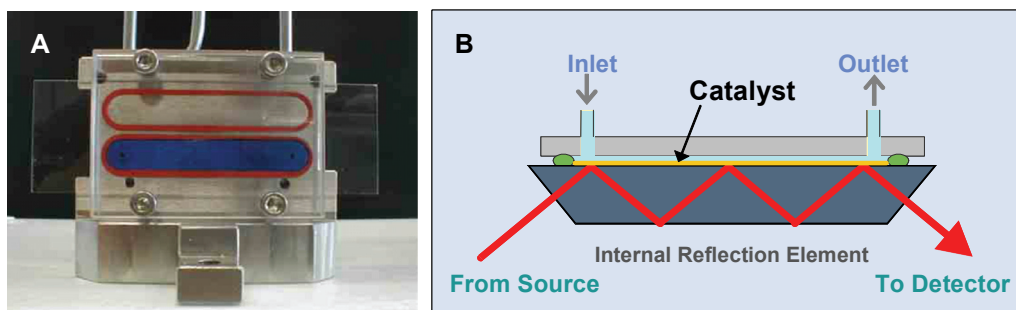 A
B
Inlet
Outlet
Catalyst
Internal Reflection Element
From Source
To Detector